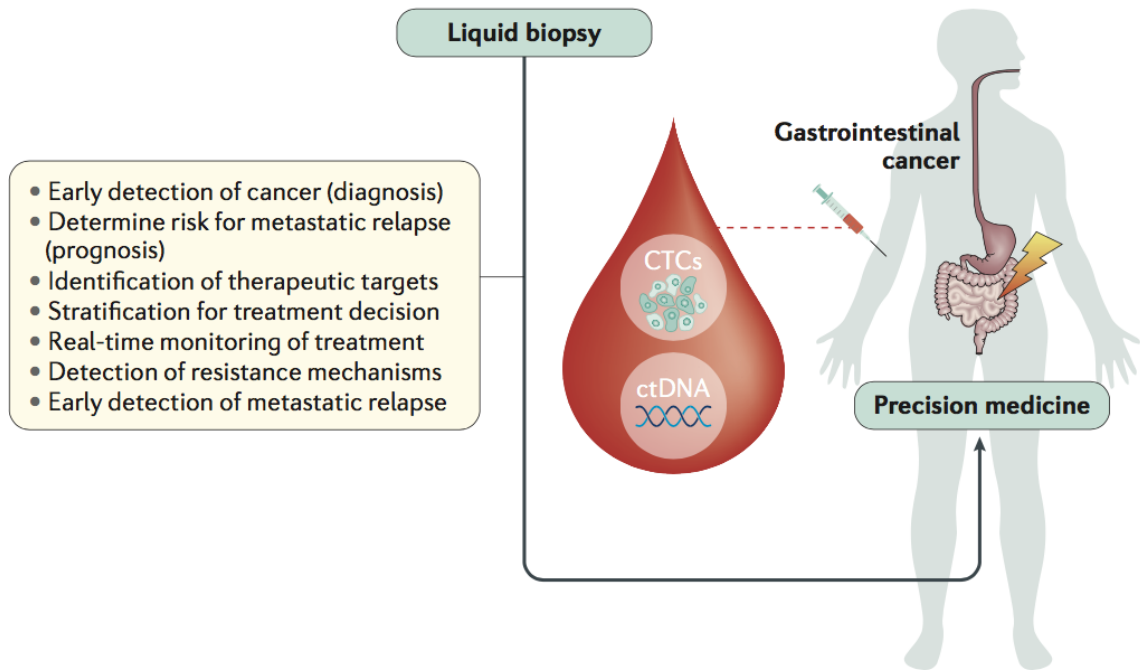 Liquid biopsy
Gastrointestinal
cancer
• Early detection of cancer (diagnosis)
• Determine risk for metastatic relapse
(prognosis)
• Identification of therapeutic targets
• Stratification for treatment decision
• Real-time monitoring of treatment
• Detection of resistance mechanisms
• Early detection of metastatic relapse
CTCs
ctDNA
Precision medicine